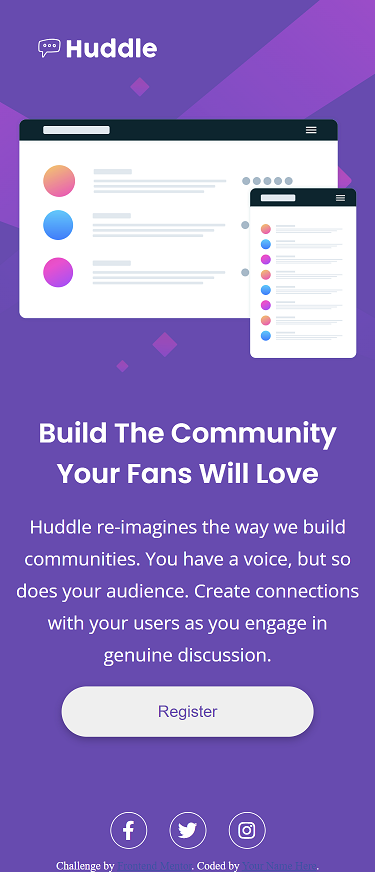 Huddle
Build The Community
Your Fans Will Love
Huddle re-imagines the way we build
communities. You have a voice, but so
does your audience. Create connections
with your users as you engage in
genuine discussion.
Register
Challenge by Frontend Mentor. Coded by Your Name Here.